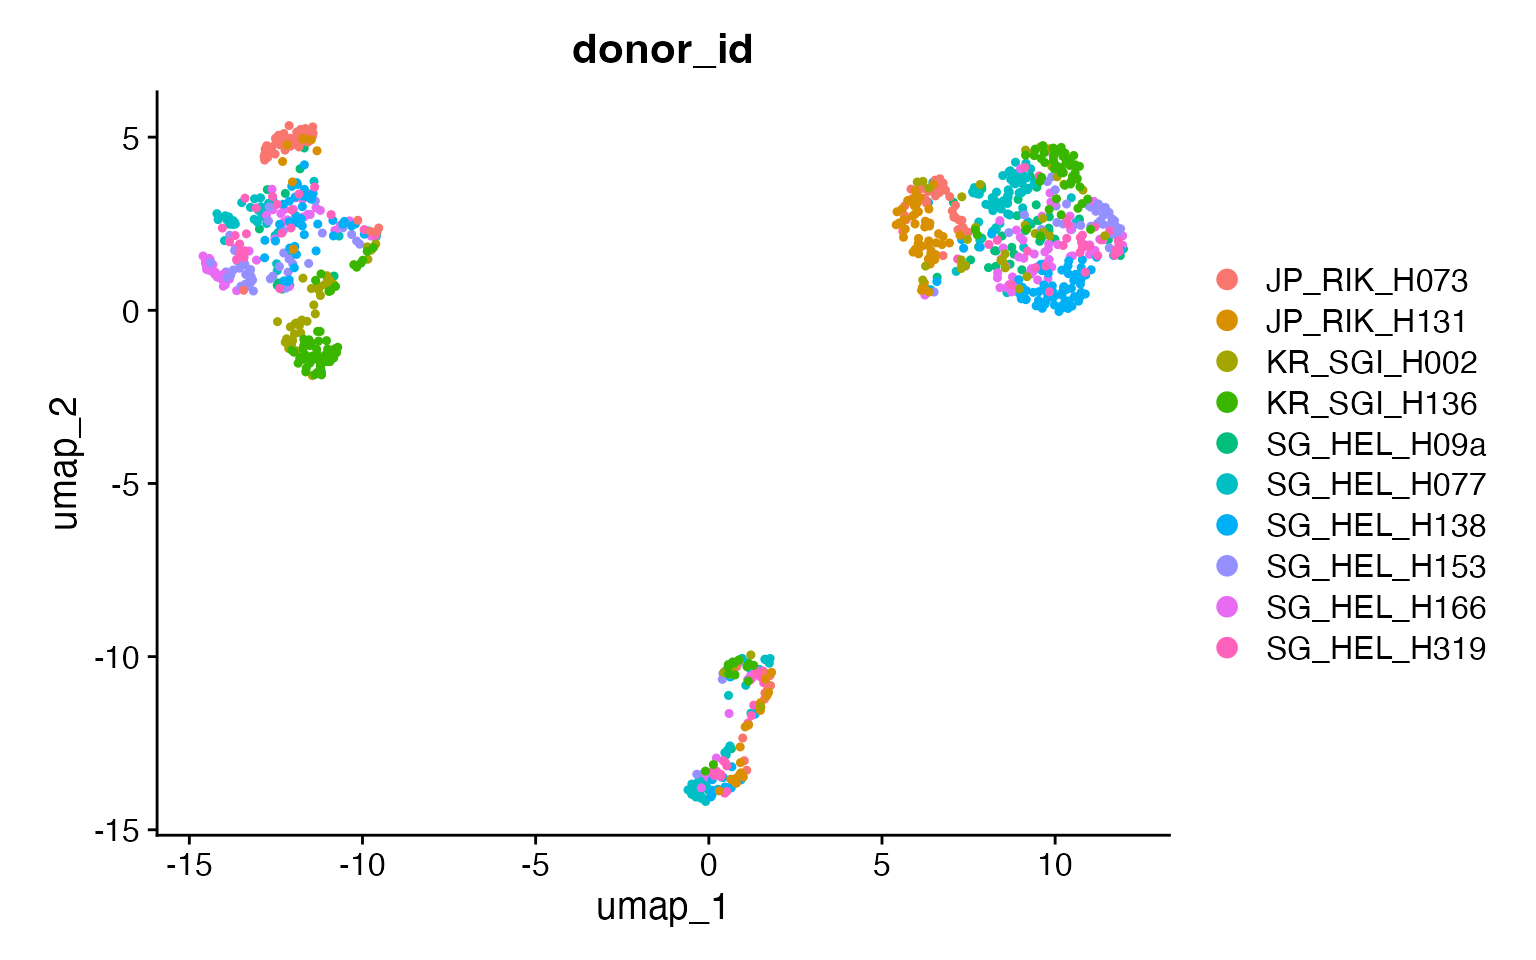 donor_id
5
0
-5
-10
-15
umap_2
-15
-10
-5
0
5
10
umap_1
JP_RIK_H073
JP_RIK_H131
KR_SGI_H002
KR_SGI_H136
SG_HEL_H09a
SG_HEL_H077
SG_HEL_H138
SG_HEL_H153
SG_HEL_H166
SG_HEL_H319